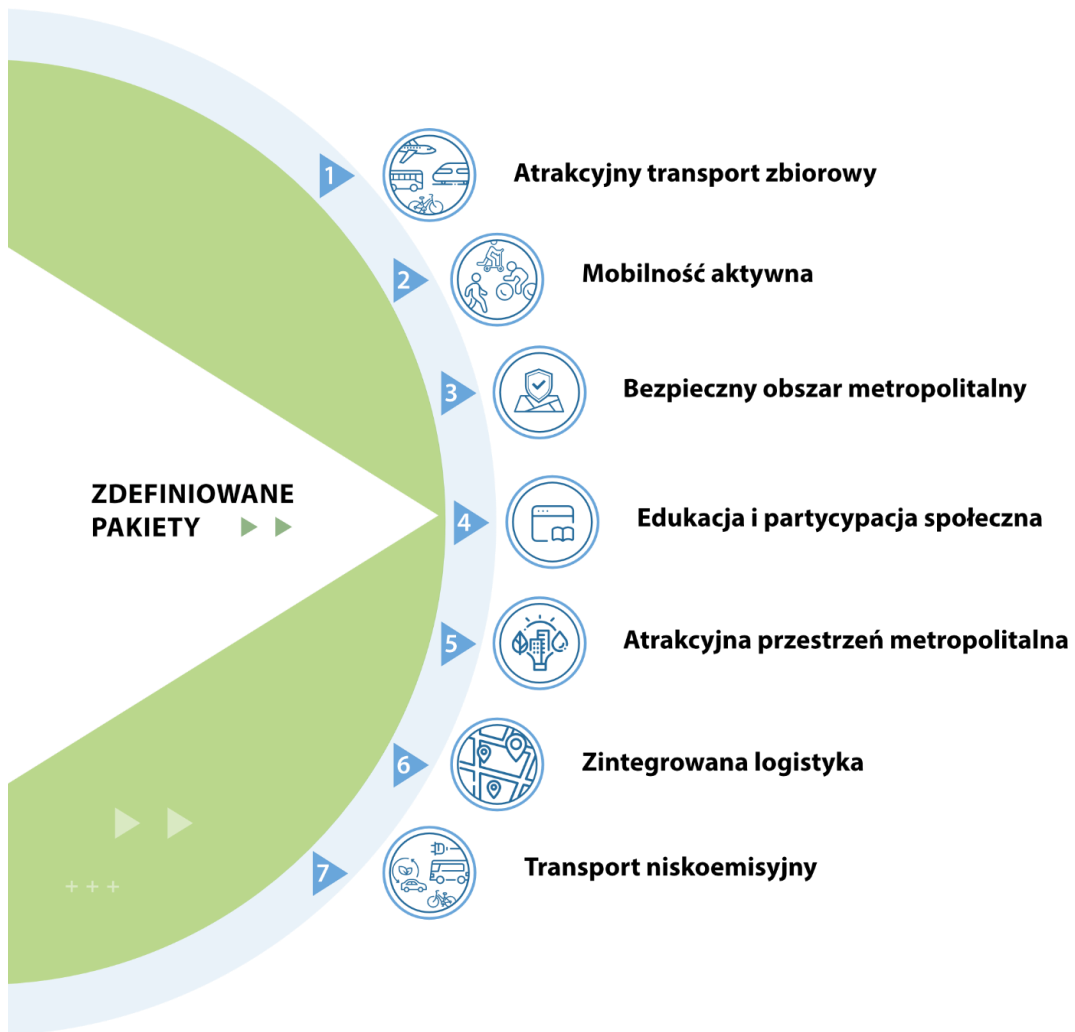 1
Atrakcyjny transport zbiorowy
2
Mobilność aktywna
3
Bezpieczny obszar metropolitalny
ZDEFINIOWANE
PAKIETY
4
Edukacja i partycypacja społeczna
5
Atrakcyjna przestrzeń metropolitalna
6
Zintegrowana logistyka
7
Transport niskoemisyjny
+ + +